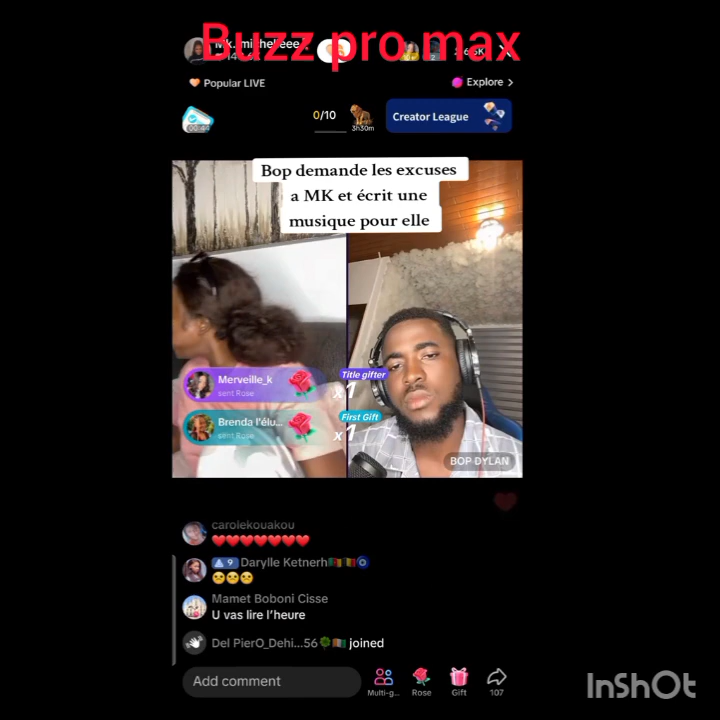 Buzz pro max
Popular LIVE
Explore >
00:44
0/10
3h30m
Creator League
Bop demande les excuses
a MK et écrit une
musique pour elle
Merveille_k
sent Rose
Title gifter
x1
Brenda l'élu...
sent Rose
First Gift
x1
BOP DYLAN
carolekouakou
9 Darylle Ketnerh
Mamet Boboni Cisse
U vas lire l'heure
Del PierO_Dehi...56 joined
Add comment
Multi-g...
Rose
Gift
107
InShOt